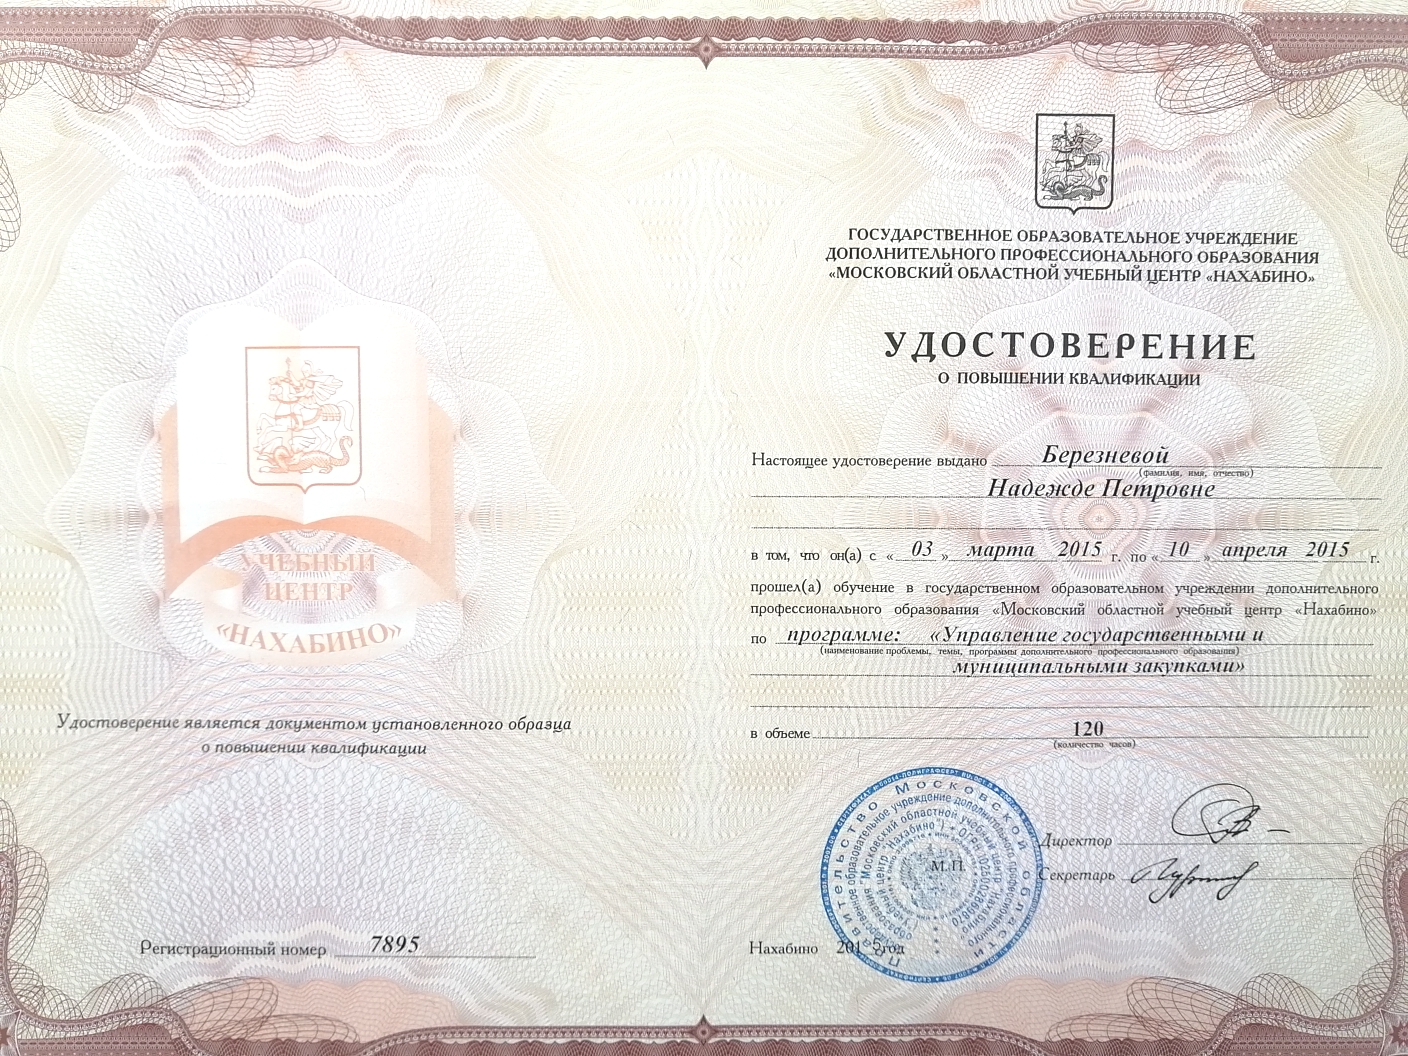 УЧЕБНЫЙ
ЦЕНТР
«НАХАБИНО»
Удостоверение является документом установленного образца
о повышении квалификации
Регистрационный номер 7895
ГОСУДАРСТВЕННОЕ ОБРАЗОВАТЕЛЬНОЕ УЧРЕЖДЕНИЕ
ДОПОЛНИТЕЛЬНОГО ПРОФЕССИОНАЛЬНОГО ОБРАЗОВАНИЯ
«МОСКОВСКИЙ ОБЛАСТНОЙ УЧЕБНЫЙ ЦЕНТР «НАХАБИНО»
УДОСТОВЕРЕНИЕ
О ПОВЫШЕНИИ КВАЛИФИКАЦИИ
Настоящее удостоверение выдано Березневой
(фамилия, имя, отчество)
Надежде Петровне
в том, что он(а) с « 03 » марта 2015 г. по « 10 » апреля 2015 г.
прошел(а) обучение в государственном образовательном учреждении дополнительного
профессионального образования «Московский областной учебный центр «Нахабино»
по программе: «Управление государственными и
(наименование проблемы, темы, программы дополнительного профессионального образования)
муниципальными закупками»
в объеме 120
(количество часов)
Правительство Московской области
М.П.
Директор
Секретарь
Нахабино 2015 год